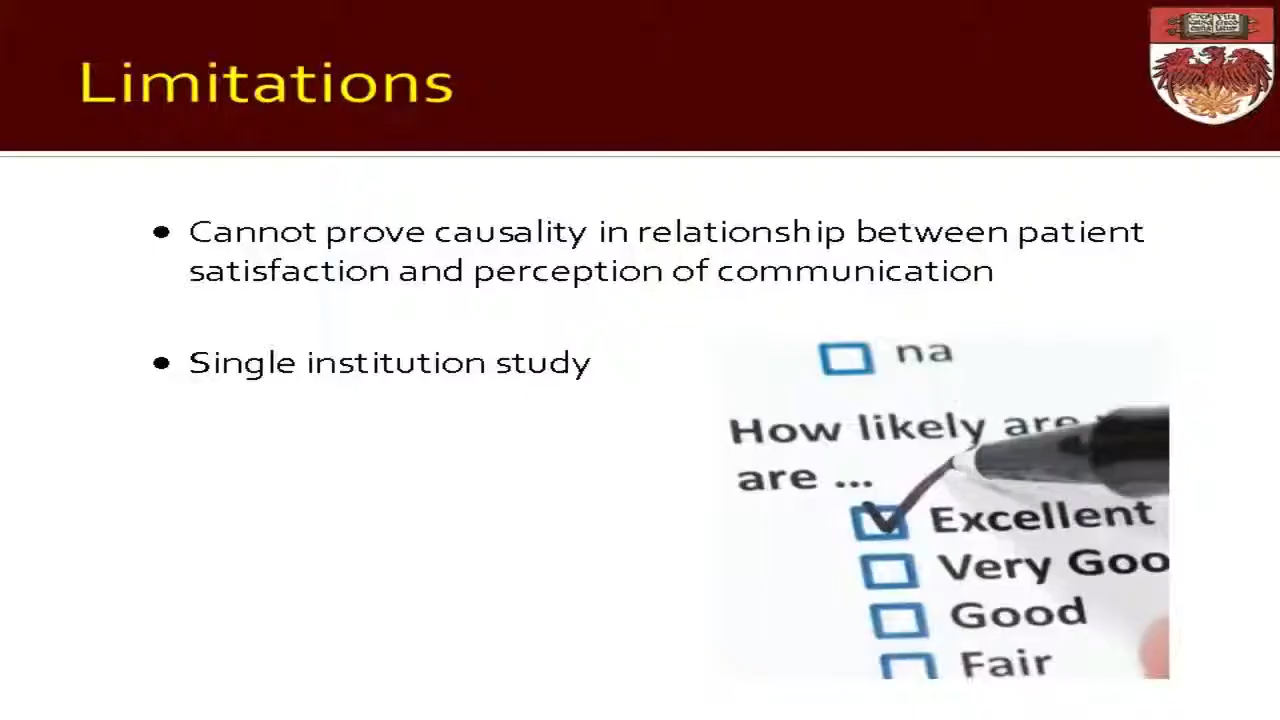 Limitations
• Cannot prove causality in relationship between patient
satisfaction and perception of communication
• Single institution study
na
How likely are
are ...
Excellent
Very Goo
Good
Fair